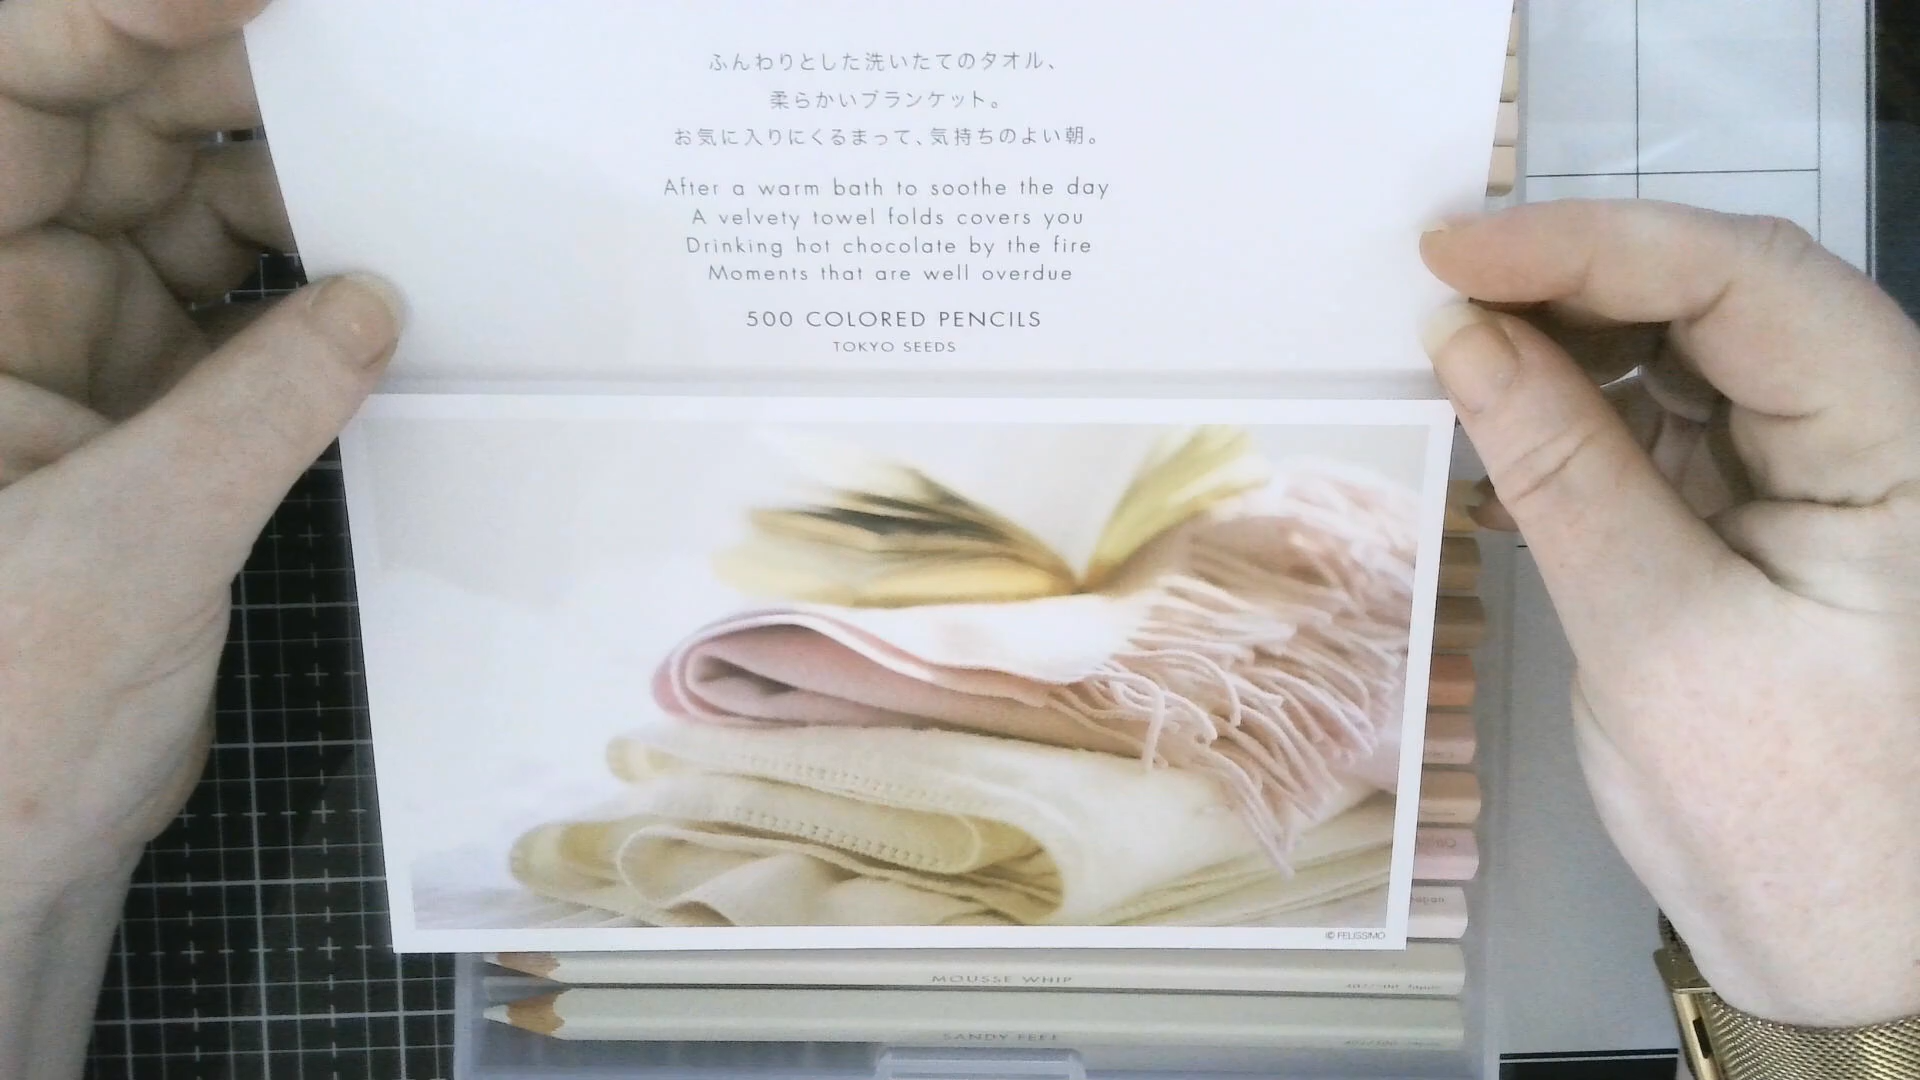 ふんわりとした洗いたてのタオル、
柔らかいブランケット。
お気に入りにくるまって、気持ちのよい朝。
After a warm bath to soothe the day
A velvety towel folds covers you
Drinking hot chocolate by the fire
Moments that are well overdue
500 COLORED PENCILS
TOKYO SEEDS
© FELISSIMO
MOUSSE WHIP
SANDY FEET